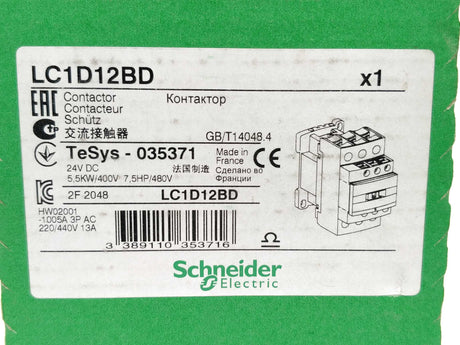 LC1D12BD x1
EAC Contactor Контактор
Contacteur
Schütz
交流接触器 GB/T14048.4
TeSys - 035371 Made in France CE
24V DC 法国制造 Сделано во Франции
5.5KW/400V 7,5HP/480V
2F 2048 LC1D12BD
HW02001
-1005A 3P AC
220/440V 13A
3 389110 353716
Schneider
Electric